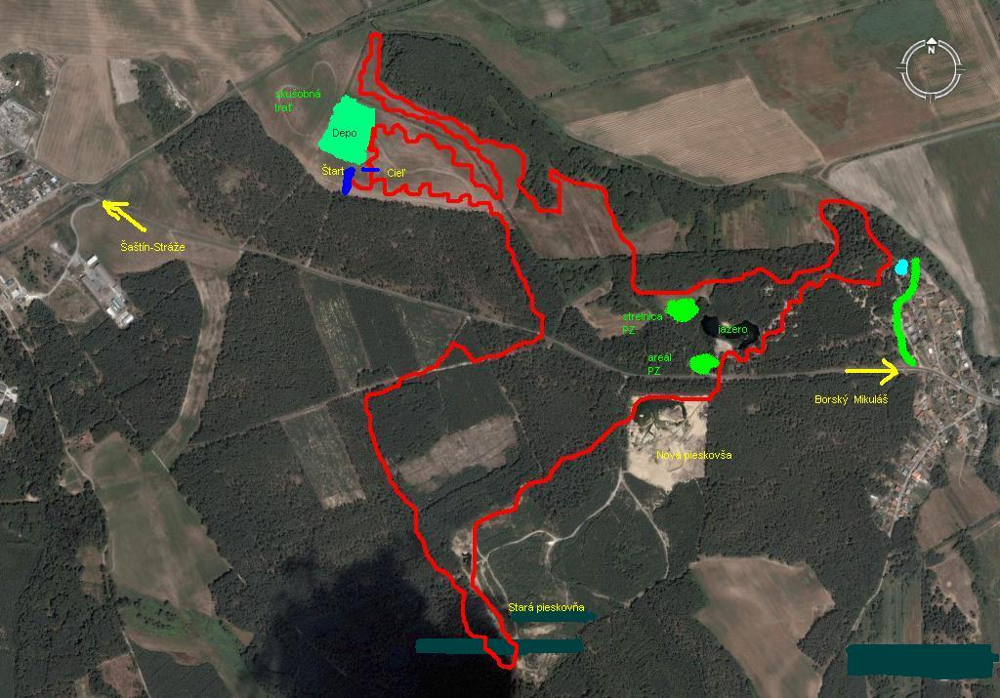 N
skušobná
trať
Depo
Štart
Cieľ
Šaštín-Stráže
strelnica
PZ
jazero
areál
PZ
Borský Mikuláš
Nová pieskovša
Stará pieskovňa